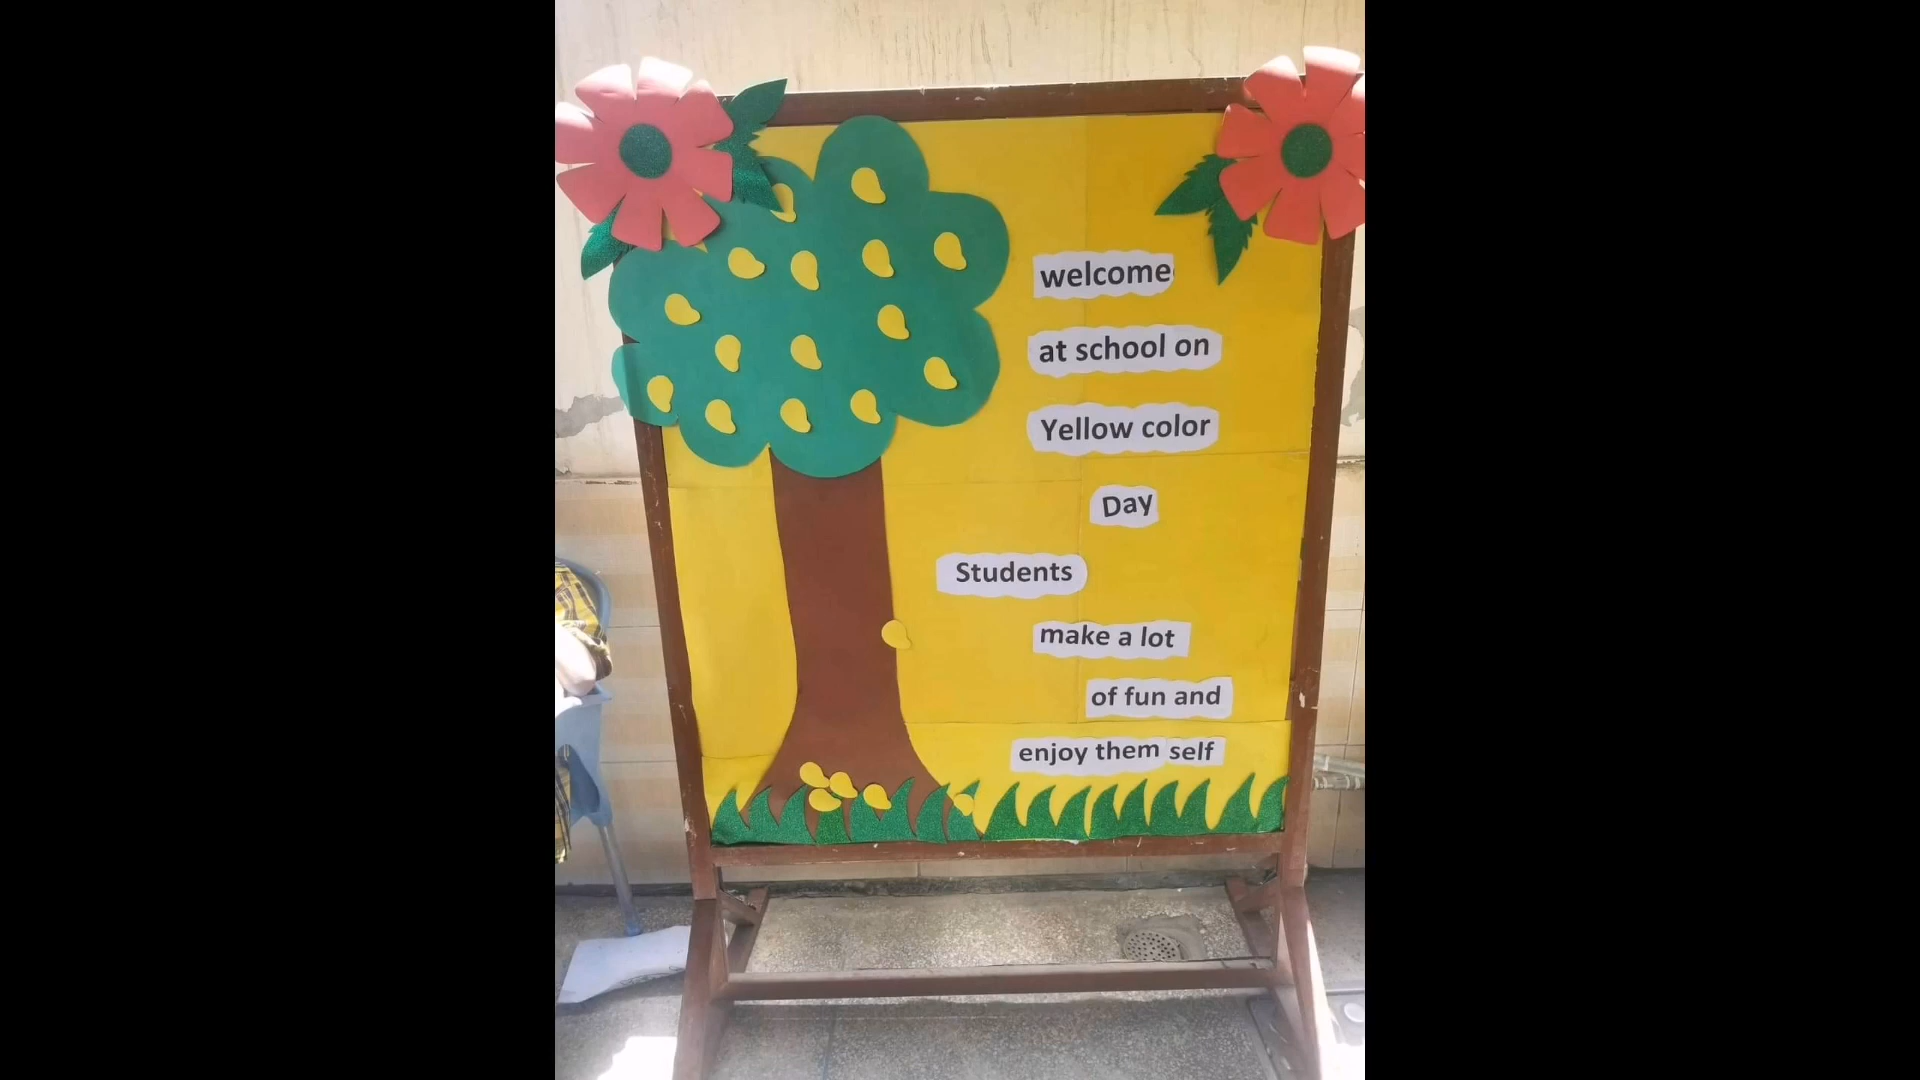 welcome
at school on
Yellow color
Day
Students
make a lot
of fun and
enjoy them self